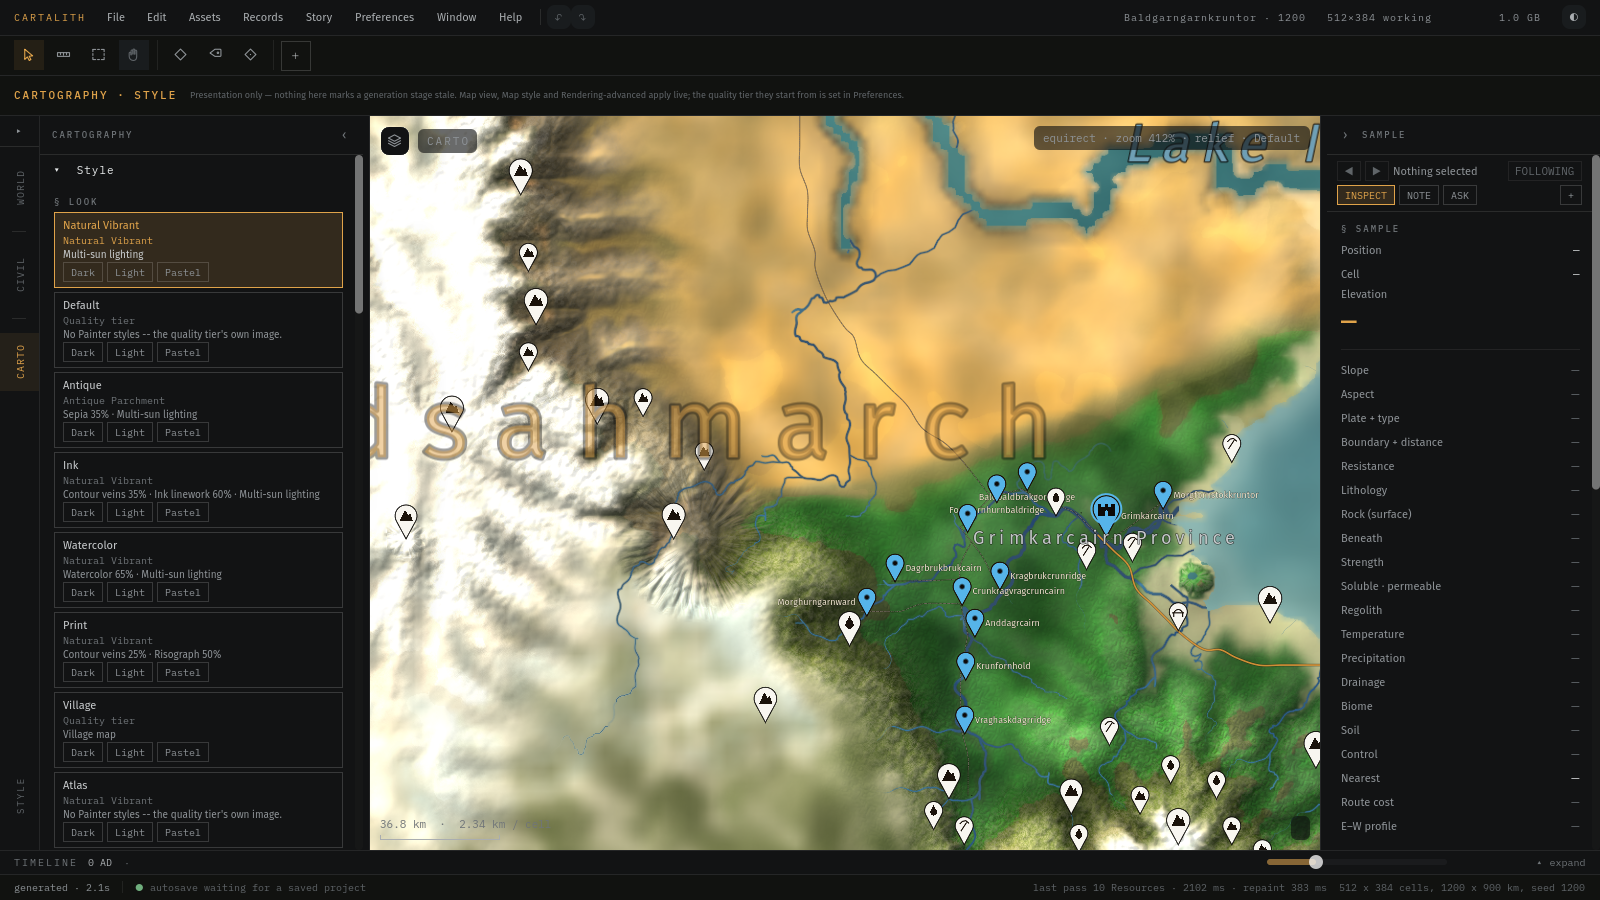 CARTALITH File Edit Assets Records Story Preferences Window Help Baldgarngarnkruntor · 1200 512×384 working 1.0 GB
CARTOGRAPHY · STYLE Presentation only — nothing here marks a generation stage stale. Map view, Map style and Rendering-advanced apply live; the quality tier they start from is set in Preferences.
CARTOGRAPHY
WORLD
CIVIL
CARTO
STYLE
Style
§ LOOK
Natural Vibrant
Natural Vibrant
Multi-sun lighting
Dark Light Pastel
Default
Quality tier
No Painter styles -- the quality tier's own image.
Dark Light Pastel
Antique
Antique Parchment
Sepia 35% · Multi-sun lighting
Dark Light Pastel
Ink
Natural Vibrant
Contour veins 35% · Ink linework 60% · Multi-sun lighting
Dark Light Pastel
Watercolor
Natural Vibrant
Watercolor 65% · Multi-sun lighting
Dark Light Pastel
Print
Natural Vibrant
Contour veins 25% · Risograph 50%
Dark Light Pastel
Village
Quality tier
Village map
Dark Light Pastel
Atlas
Natural Vibrant
No Painter styles -- the quality tier's own image.
Dark Light Pastel
CARTO
equirect · zoom 412% · relief · Default
Lake
dsanmarch
Grimkarcairn
Grimkarcairn Province
Dagrbrukbrukcairn
Kragbrukcrunridge
Crunkragvragcruncairn
Morghurngarnward
Anddagrcairn
Krunfornhold
Vraghaskdagrridge
36.8 km · 2.34 km /
SAMPLE
Nothing selected FOLLOWING
INSPECT NOTE ASK +
§ SAMPLE
Position —
Cell —
Elevation
—
Slope —
Aspect —
Plate + type —
Boundary + distance —
Resistance —
Lithology —
Rock (surface) —
Beneath —
Strength —
Soluble · permeable —
Regolith —
Temperature —
Precipitation —
Drainage —
Biome —
Soil —
Control —
Nearest —
Route cost —
E–W profile —
TIMELINE 0 AD · expand
generated · 2.1s autosave waiting for a saved project last pass 10 Resources · 2102 ms · repaint 383 ms 512 x 384 cells, 1200 x 900 km, seed 1200